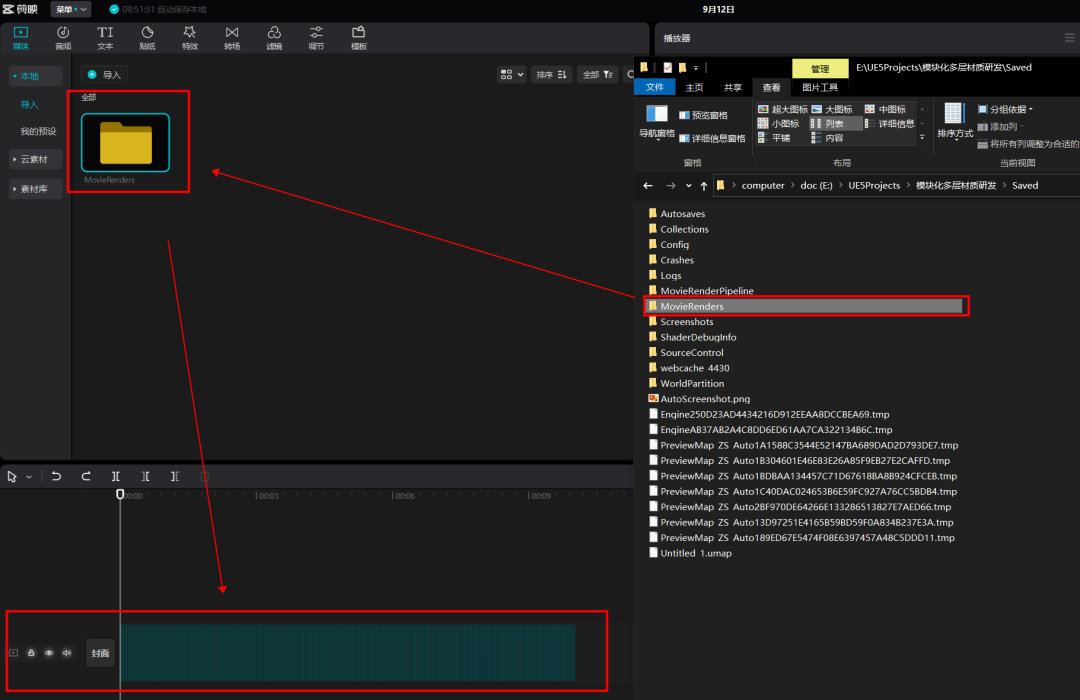 剪映
菜单
08:51:31 自动保存本地
9月12日
媒体 音频 文本 贴纸 特效 转场 滤镜 调节 模板
播放器
本地
导入
导入
我的预设
云素材
素材库
排序
全部
全部
MovieRenders
管理
E:\UE5Projects\模块化多层材质研发\Saved
文件 主页 共享 查看 图片工具
导航窗格
预览窗格
详细信息窗格
窗格
超大图标 大图标 中图标
小图标 列表 详细信息
平铺 内容
布局
排序方式
分组依据
添加列
将所有列调整为合适的
当前视图
computer > doc (E:) > UE5Projects > 模块化多层材质研发 > Saved
Autosaves
Collections
Config
Crashes
Logs
MovieRenderPipeline
MovieRenders
Screenshots
ShaderDebugInfo
SourceControl
webcache_4430
WorldPartition
AutoScreenshot.png
Engine250D23AD4434216D912EEAA8DCCBEA69.tmp
EngineAB37AB2A4C8DD6ED61AA7CA322134B6C.tmp
PreviewMap_ZS_Auto1A1588C3544E52147BA689DAD2D793DE7.tmp
PreviewMap_ZS_Auto1B304601E46E83E26A85F9EB27E2CAFFD.tmp
PreviewMap_ZS_Auto1BDBAA134457C71D67618BA8B924CFCEB.tmp
PreviewMap_ZS_Auto1C40DAC024653B6E59FC927A76CC5BDB4.tmp
PreviewMap_ZS_Auto2BF970DE64266E133286513827E7AED66.tmp
PreviewMap_ZS_Auto13D97251E4165B59BD59F0A834B237E3A.tmp
PreviewMap_ZS_Auto189ED67E5474F08E6397457A48C5DDD11.tmp
Untitled_1.umap
00:00 00:03 00:06 00:09
封面